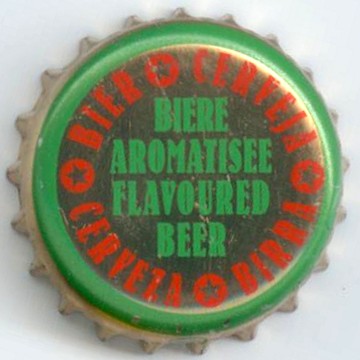 BIER CERVEJA
BIERE
AROMATISEE
FLAVOURED
BEER
CERVEZA BIRRA